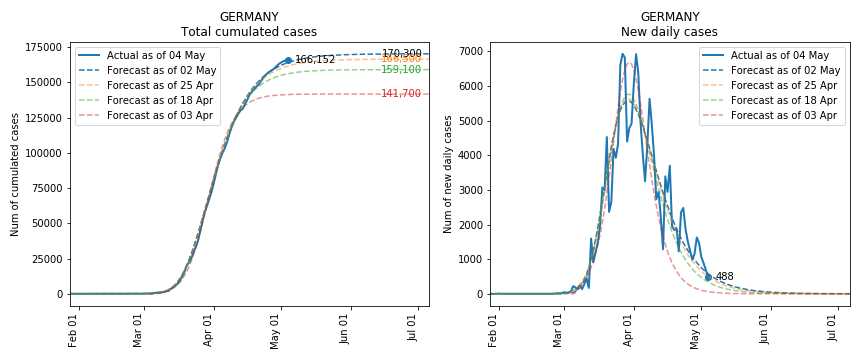 GERMANY
Total cumulated cases
Num of cumulated cases
175000
150000
125000
100000
75000
50000
25000
0
Actual as of 04 May
Forecast as of 02 May
Forecast as of 25 Apr
Forecast as of 18 Apr
Forecast as of 03 Apr
166,152
170,300
166,500
159,100
141,700
Feb 01
Mar 01
Apr 01
May 01
Jun 01
Jul 01
GERMANY
New daily cases
Num of new daily cases
7000
6000
5000
4000
3000
2000
1000
0
Actual as of 04 May
Forecast as of 02 May
Forecast as of 25 Apr
Forecast as of 18 Apr
Forecast as of 03 Apr
488
Feb 01
Mar 01
Apr 01
May 01
Jun 01
Jul 01